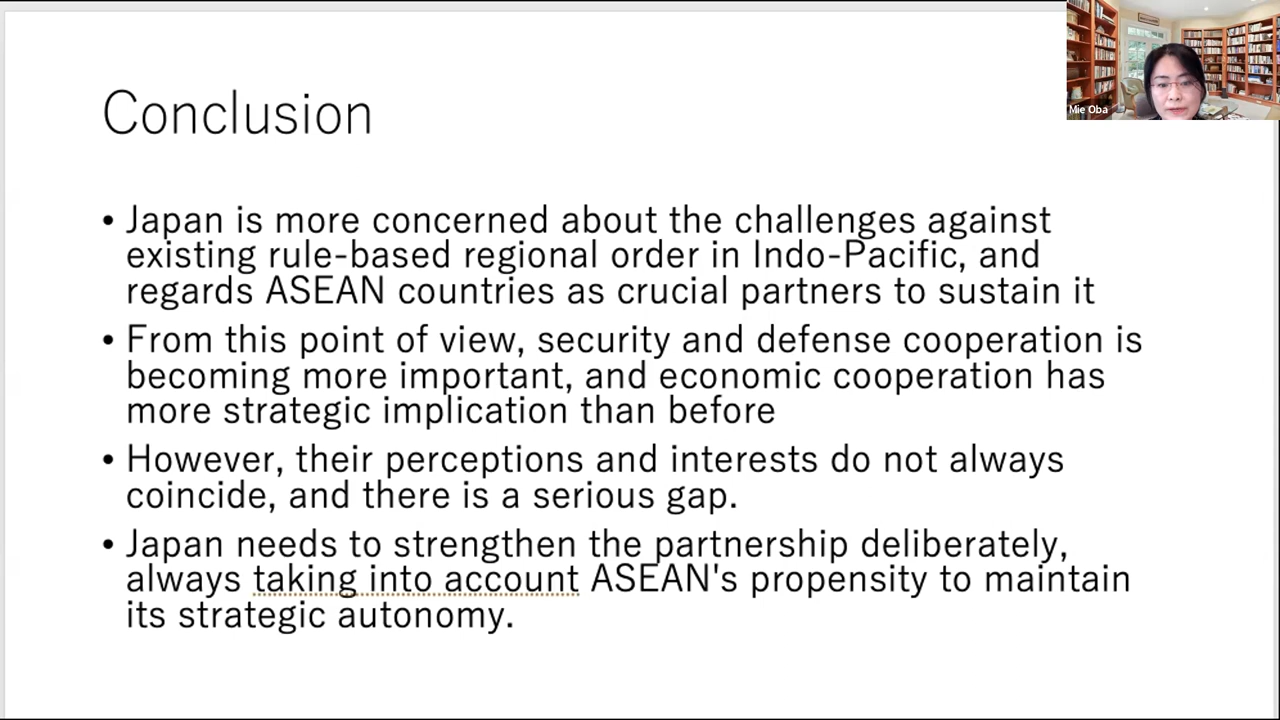 Mie Oba
Conclusion
• Japan is more concerned about the challenges against
existing rule-based regional order in Indo-Pacific, and
regards ASEAN countries as crucial partners to sustain it
• From this point of view, security and defense cooperation is
becoming more important, and economic cooperation has
more strategic implication than before
• However, their perceptions and interests do not always
coincide, and there is a serious gap.
• Japan needs to strengthen the partnership deliberately,
always taking into account ASEAN's propensity to maintain
its strategic autonomy.